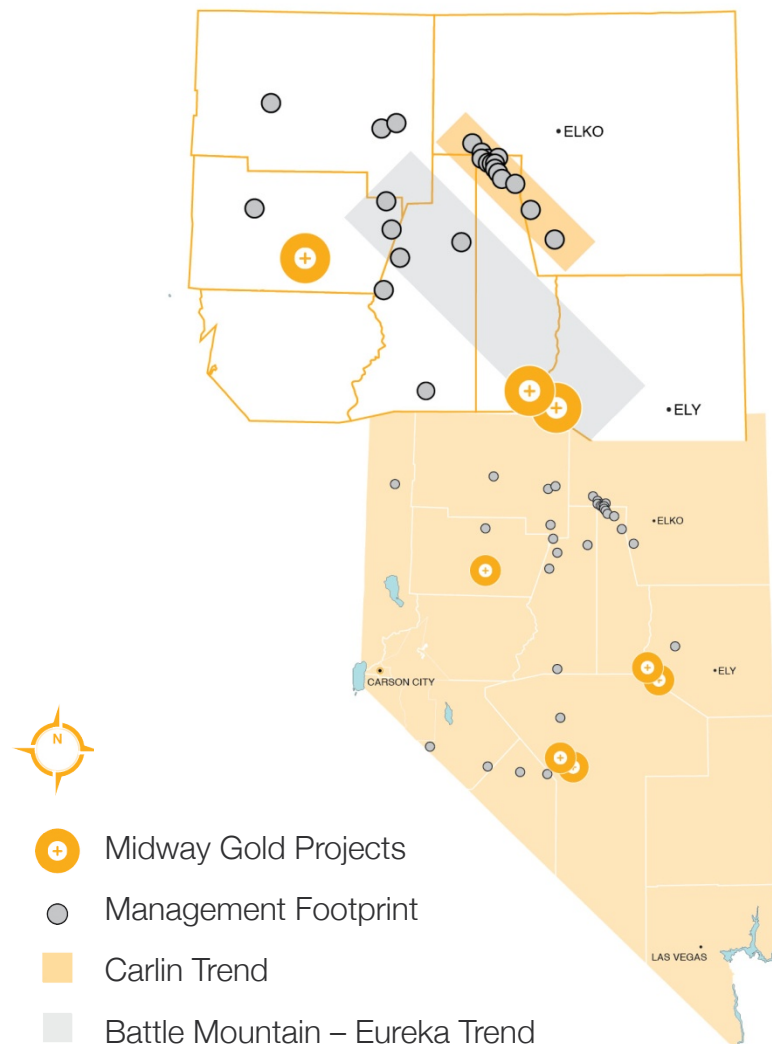 ELKO
ELY
ELKO
ELY
CARSON CITY
LAS VEGAS
N
Midway Gold Projects
Management Footprint
Carlin Trend
Battle Mountain – Eureka Trend